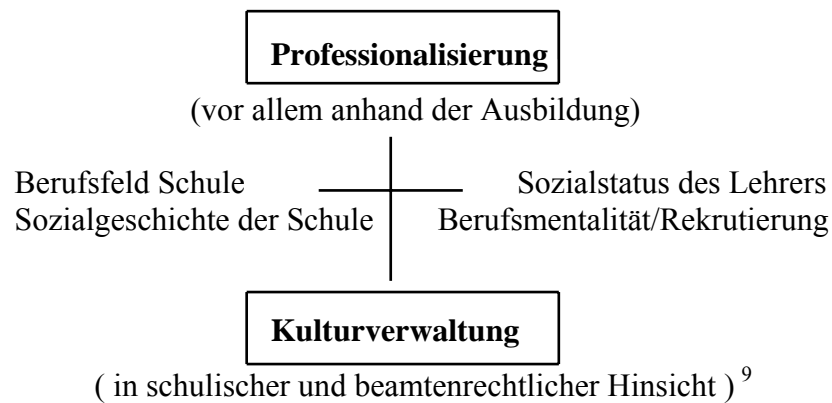 Professionalisierung
(vor allem anhand der Ausbildung)
Berufsfeld Schule Sozialstatus des Lehrers
Sozialgeschichte der Schule Berufsmentalität/Rekrutierung
Kulturverwaltung
( in schulischer und beamtenrechtlicher Hinsicht ) 9